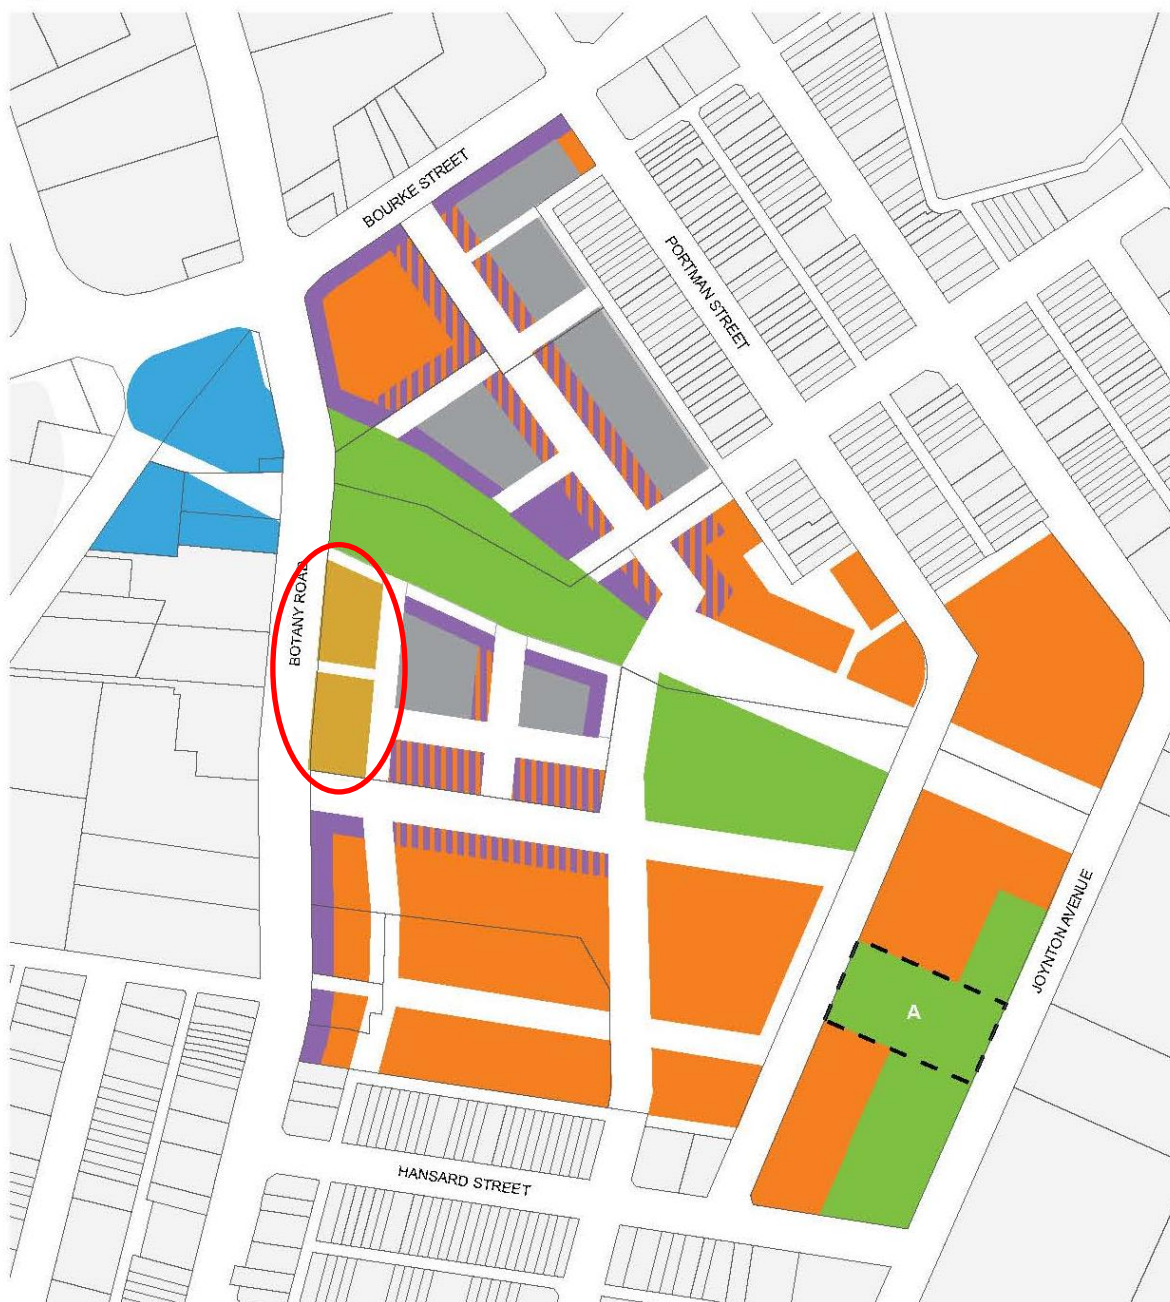 BOURKE STREET
PORTMAN STREET
BOTANY ROAD
JOYNTON AVENUE
A
HANSARD STREET